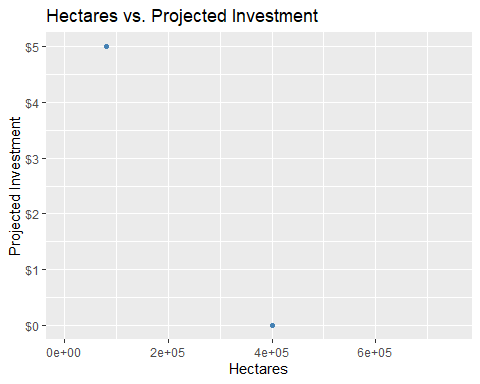 Hectares vs. Projected Investment
$5
$4
$3
$2
$1
$0
Projected Investment
0e+00 2e+05 4e+05 6e+05
Hectares